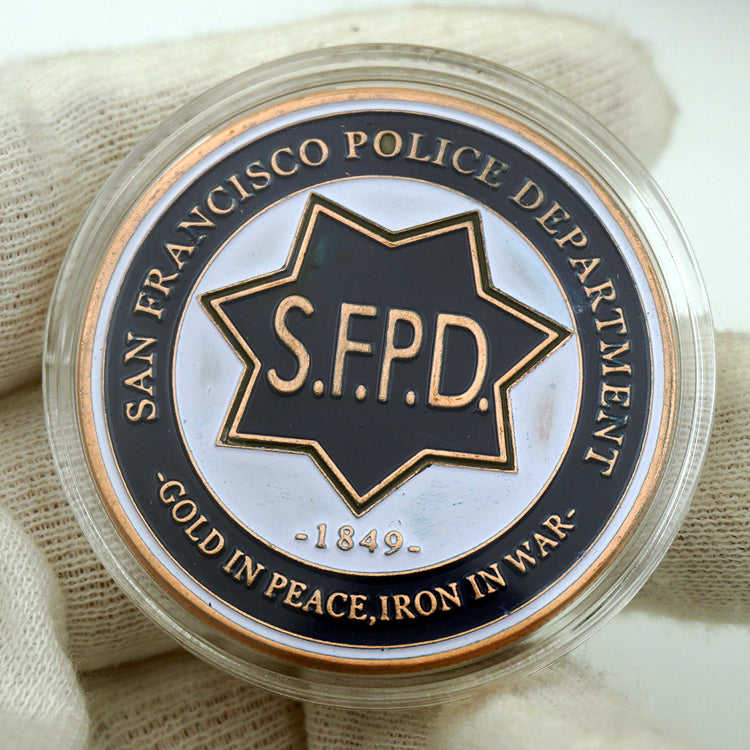 SAN FRANCISCO POLICE DEPARTMENT
S.F.P.D.
-1849-
-GOLD IN PEACE,IRON IN WAR-